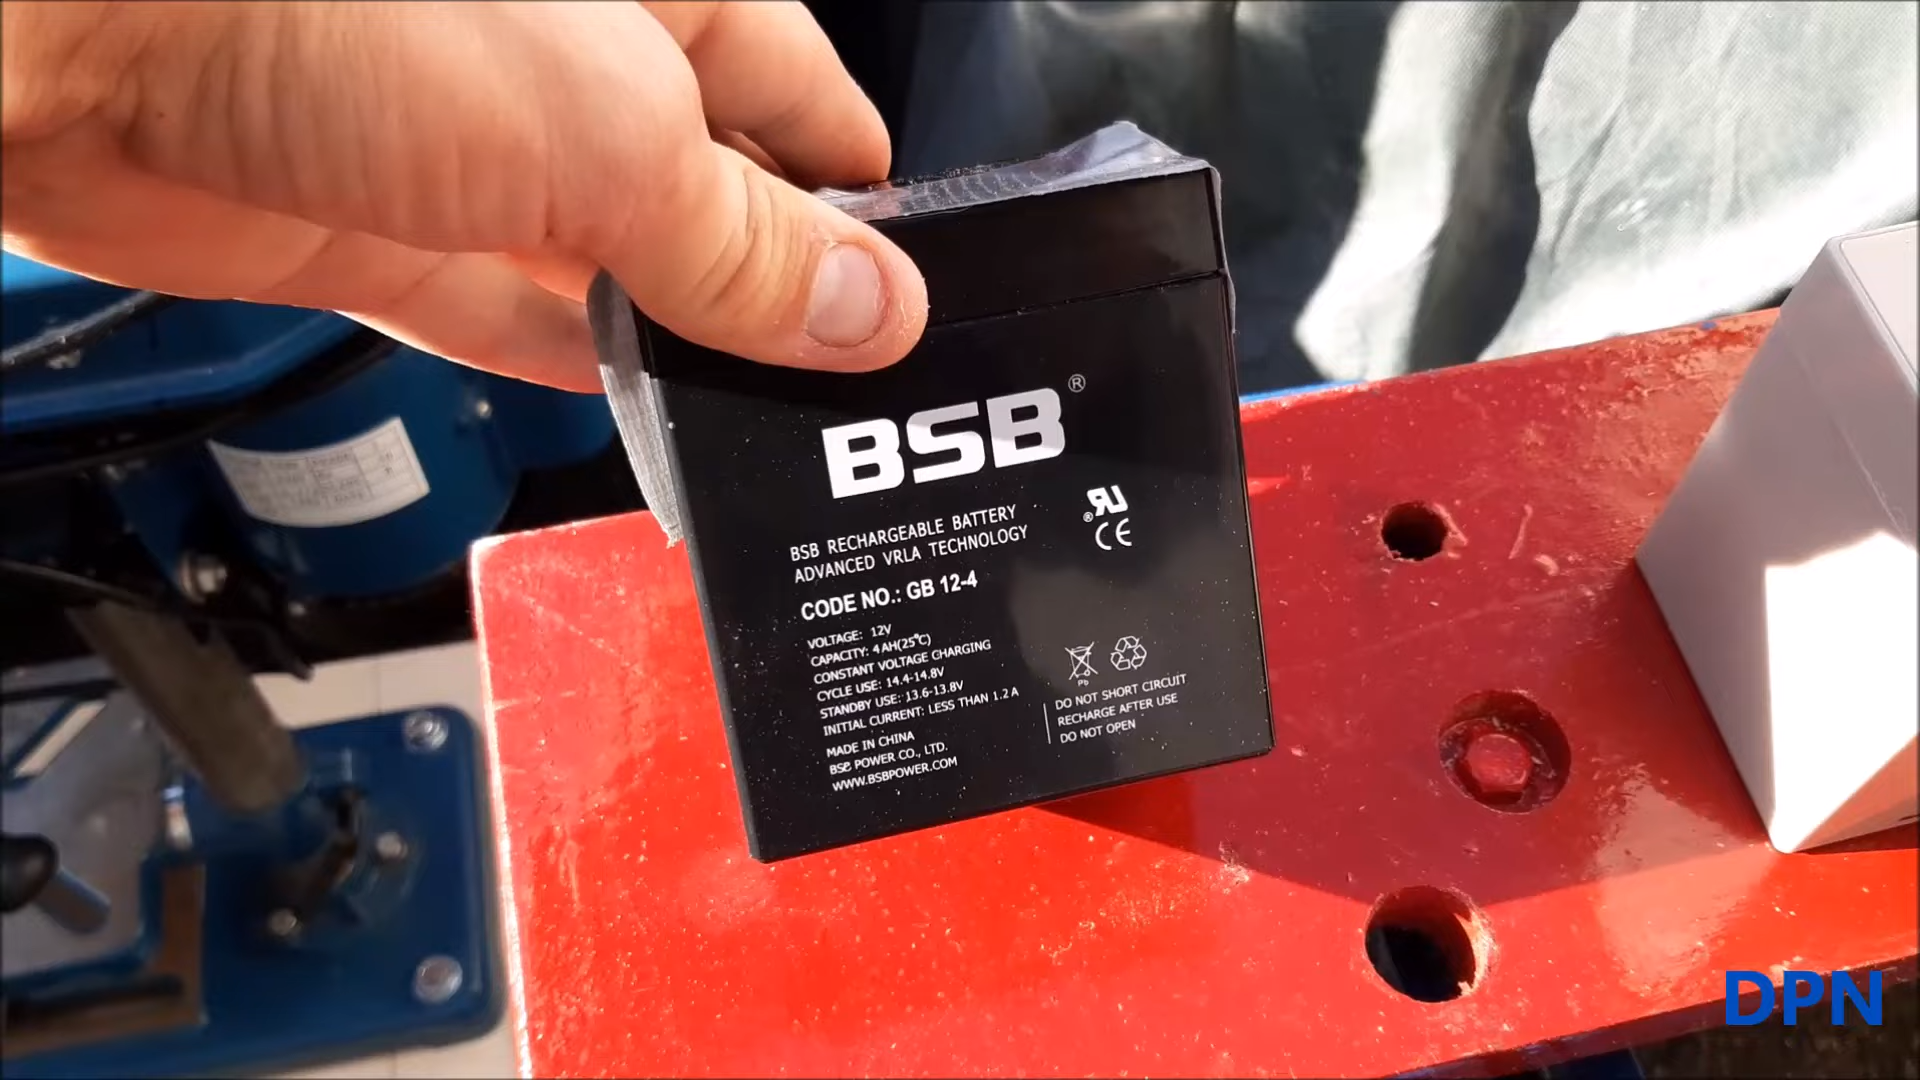 BSB®
BSB RECHARGEABLE BATTERY
ADVANCED VRLA TECHNOLOGY
CODE NO.: GB 12-4
VOLTAGE: 12V
CAPACITY: 4AH(25℃)
CONSTANT VOLTAGE CHARGING
CYCLE USE: 14.4-14.8V
STANDBY USE: 13.6-13.8V
INITIAL CURRENT: LESS THAN 1.2 A
MADE IN CHINA
BSB POWER CO., LTD.
WWW.BSBPOWER.COM
RU®
CE
Pb
DO NOT SHORT CIRCUIT
RECHARGE AFTER USE
DO NOT OPEN
DPN